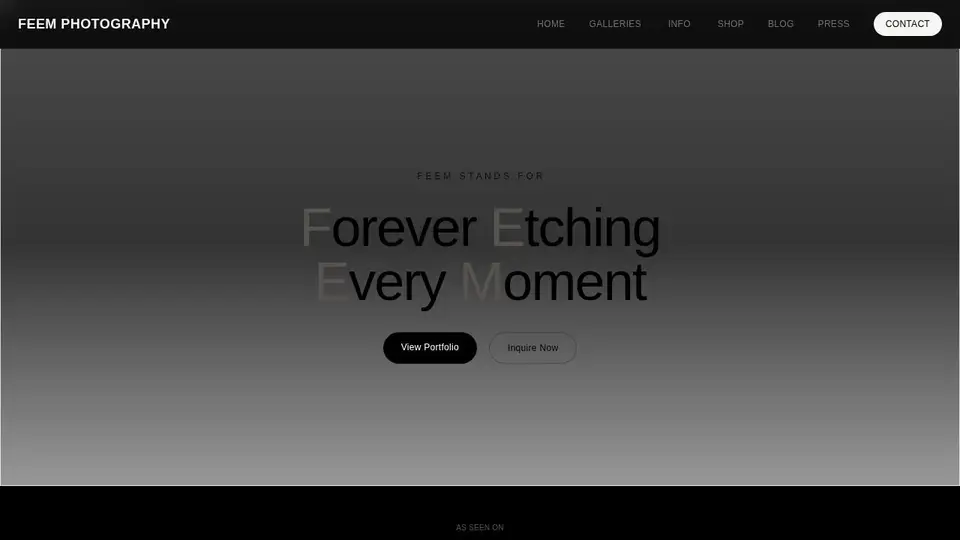 FEEM PHOTOGRAPHY
HOME GALLERIES INFO SHOP BLOG PRESS CONTACT
FEEM STANDS FOR
Forever Etching
Every Moment
View Portfolio Inquire Now
AS SEEN ON